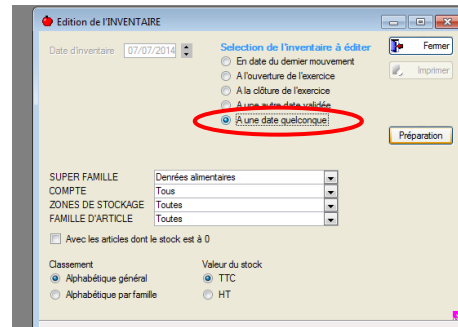 Edition de l'INVENTAIRE
Date d'inventaire 07/07/2014
Selection de l'inventaire à éditer
En date du dernier mouvement
A l'ouverture de l'exercice
A la clôture de l'exercice
A une autre date validée
A une date quelconque
Fermer
Imprimer
Préparation
SUPER FAMILLE Denrées alimentaires
COMPTE Tous
ZONES DE STOCKAGE Toutes
FAMILLE D'ARTICLE Toutes
Avec les articles dont le stock est à 0
Classement
Alphabétique général
Alphabétique par famille
Valeur du stock
TTC
HT